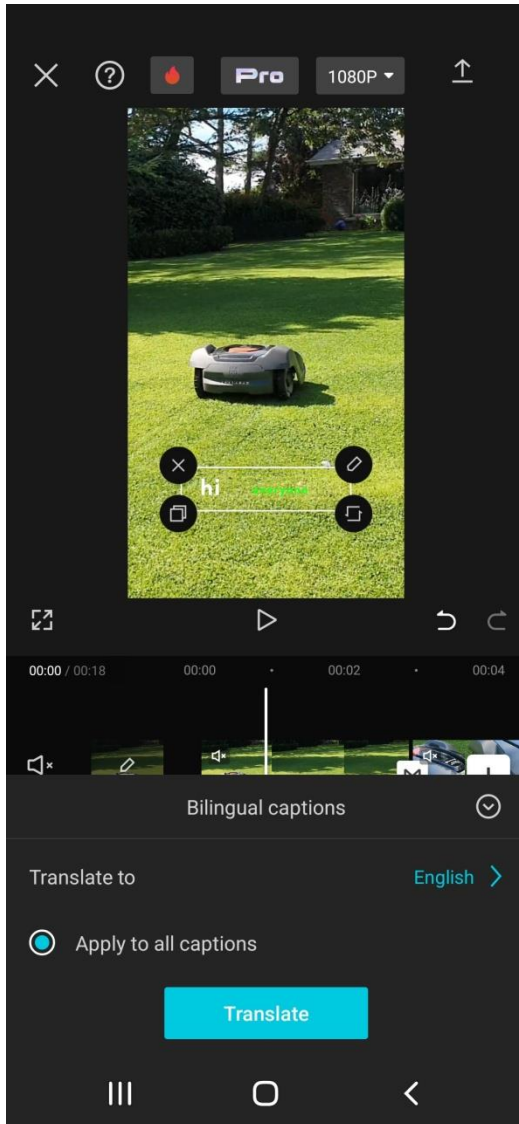 Pro 1080P
hi
00:00 / 00:18 00:00 00:02 00:04
Bilingual captions
Translate to English
Apply to all captions
Translate